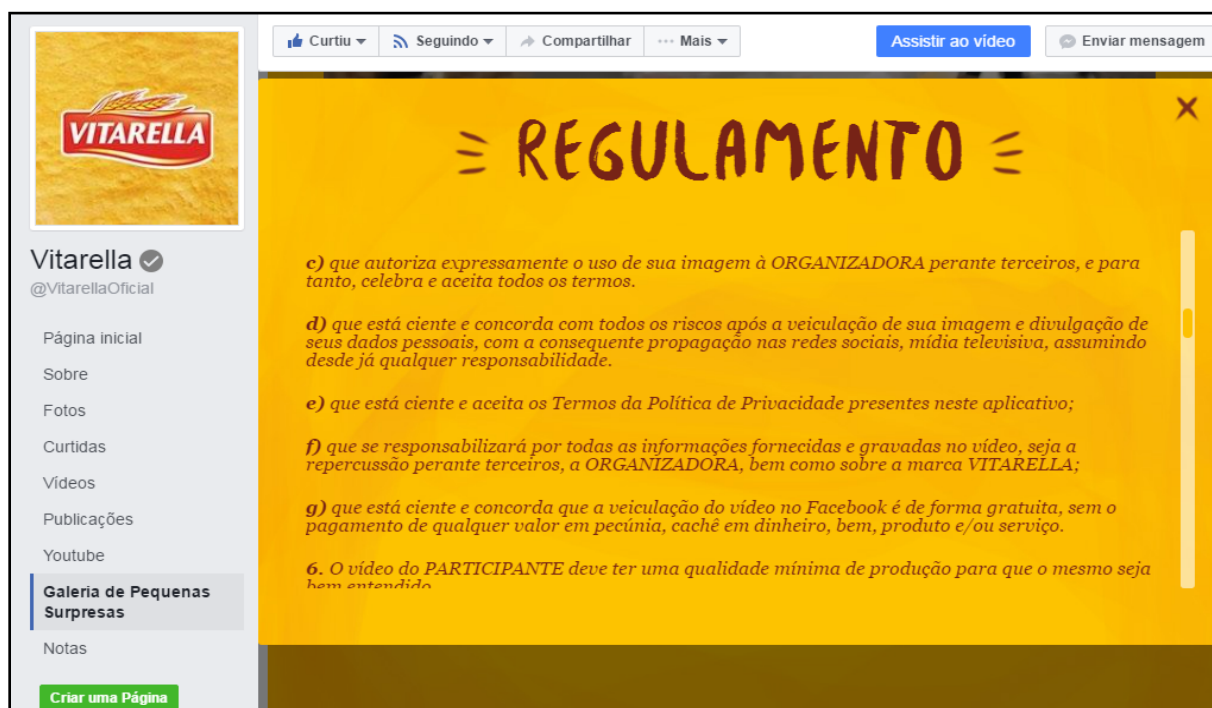 VITARELLA
Vitarella
@VitarellaOficial
Página inicial
Sobre
Fotos
Curtidas
Vídeos
Publicações
Youtube
Galeria de Pequenas
Surpresas
Notas
Criar uma Página
Curtiu
Seguindo
Compartilhar
Mais
Assistir ao vídeo
Enviar mensagem
REGULAMENTO
c) que autoriza expressamente o uso de sua imagem à ORGANIZADORA perante terceiros, e para
tanto, celebra e aceita todos os termos.
d) que está ciente e concorda com todos os riscos após a veiculação de sua imagem e divulgação de
seus dados pessoais, com a consequente propagação nas redes sociais, mídia televisiva, assumindo
desde já qualquer responsabilidade.
e) que está ciente e aceita os Termos da Política de Privacidade presentes neste aplicativo;
f) que se responsabilizará por todas as informações fornecidas e gravadas no vídeo, seja a
repercussão perante terceiros, a ORGANIZADORA, bem como sobre a marca VITARELLA;
g) que está ciente e concorda que a veiculação do vídeo no Facebook é de forma gratuita, sem o
pagamento de qualquer valor em pecúnia, cachê em dinheiro, bem, produto e/ou serviço.
6. O vídeo do PARTICIPANTE deve ter uma qualidade mínima de produção para que o mesmo seja
bem entendido